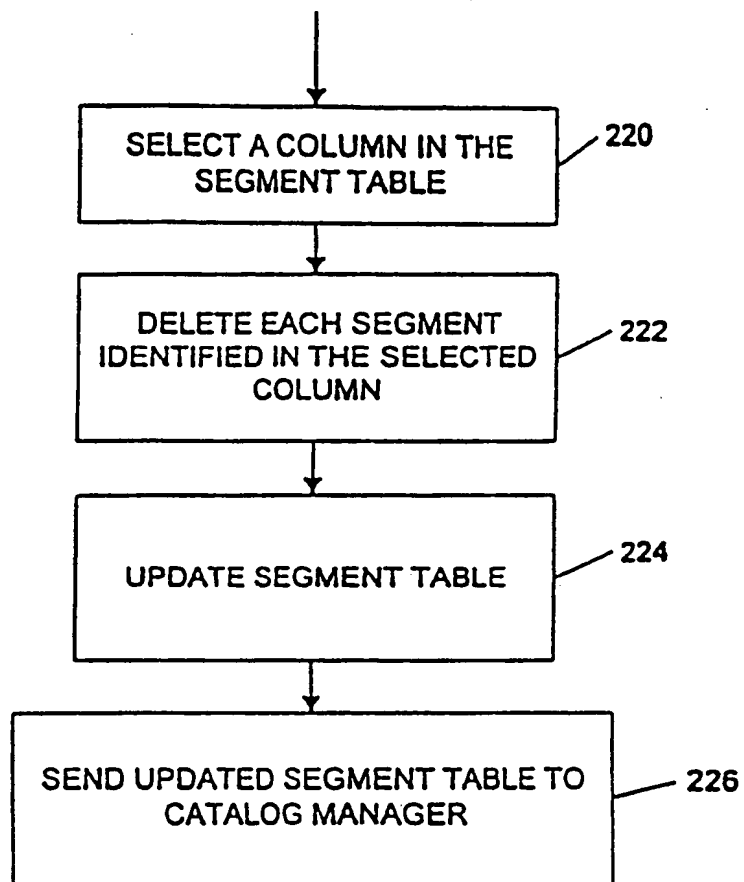 SELECT A COLUMN IN THE
SEGMENT TABLE
220
DELETE EACH SEGMENT
IDENTIFIED IN THE SELECTED
COLUMN
222
UPDATE SEGMENT TABLE
224
SEND UPDATED SEGMENT TABLE TO
CATALOG MANAGER
226